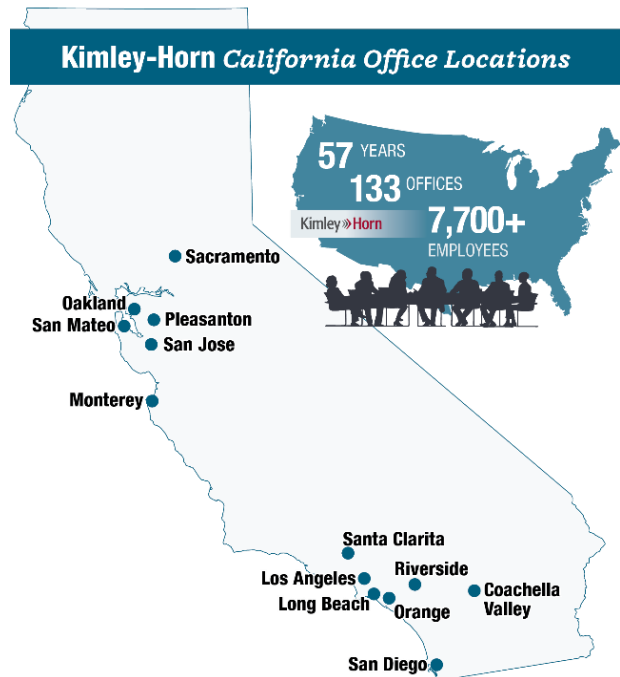 Kimley-Horn California Office Locations
57 YEARS
133 OFFICES
Kimley»Horn
7,700+
EMPLOYEES
Sacramento
Oakland
San Mateo
Pleasanton
San Jose
Monterey
Santa Clarita
Los Angeles
Riverside
Long Beach
Orange
Coachella
Valley
San Diego